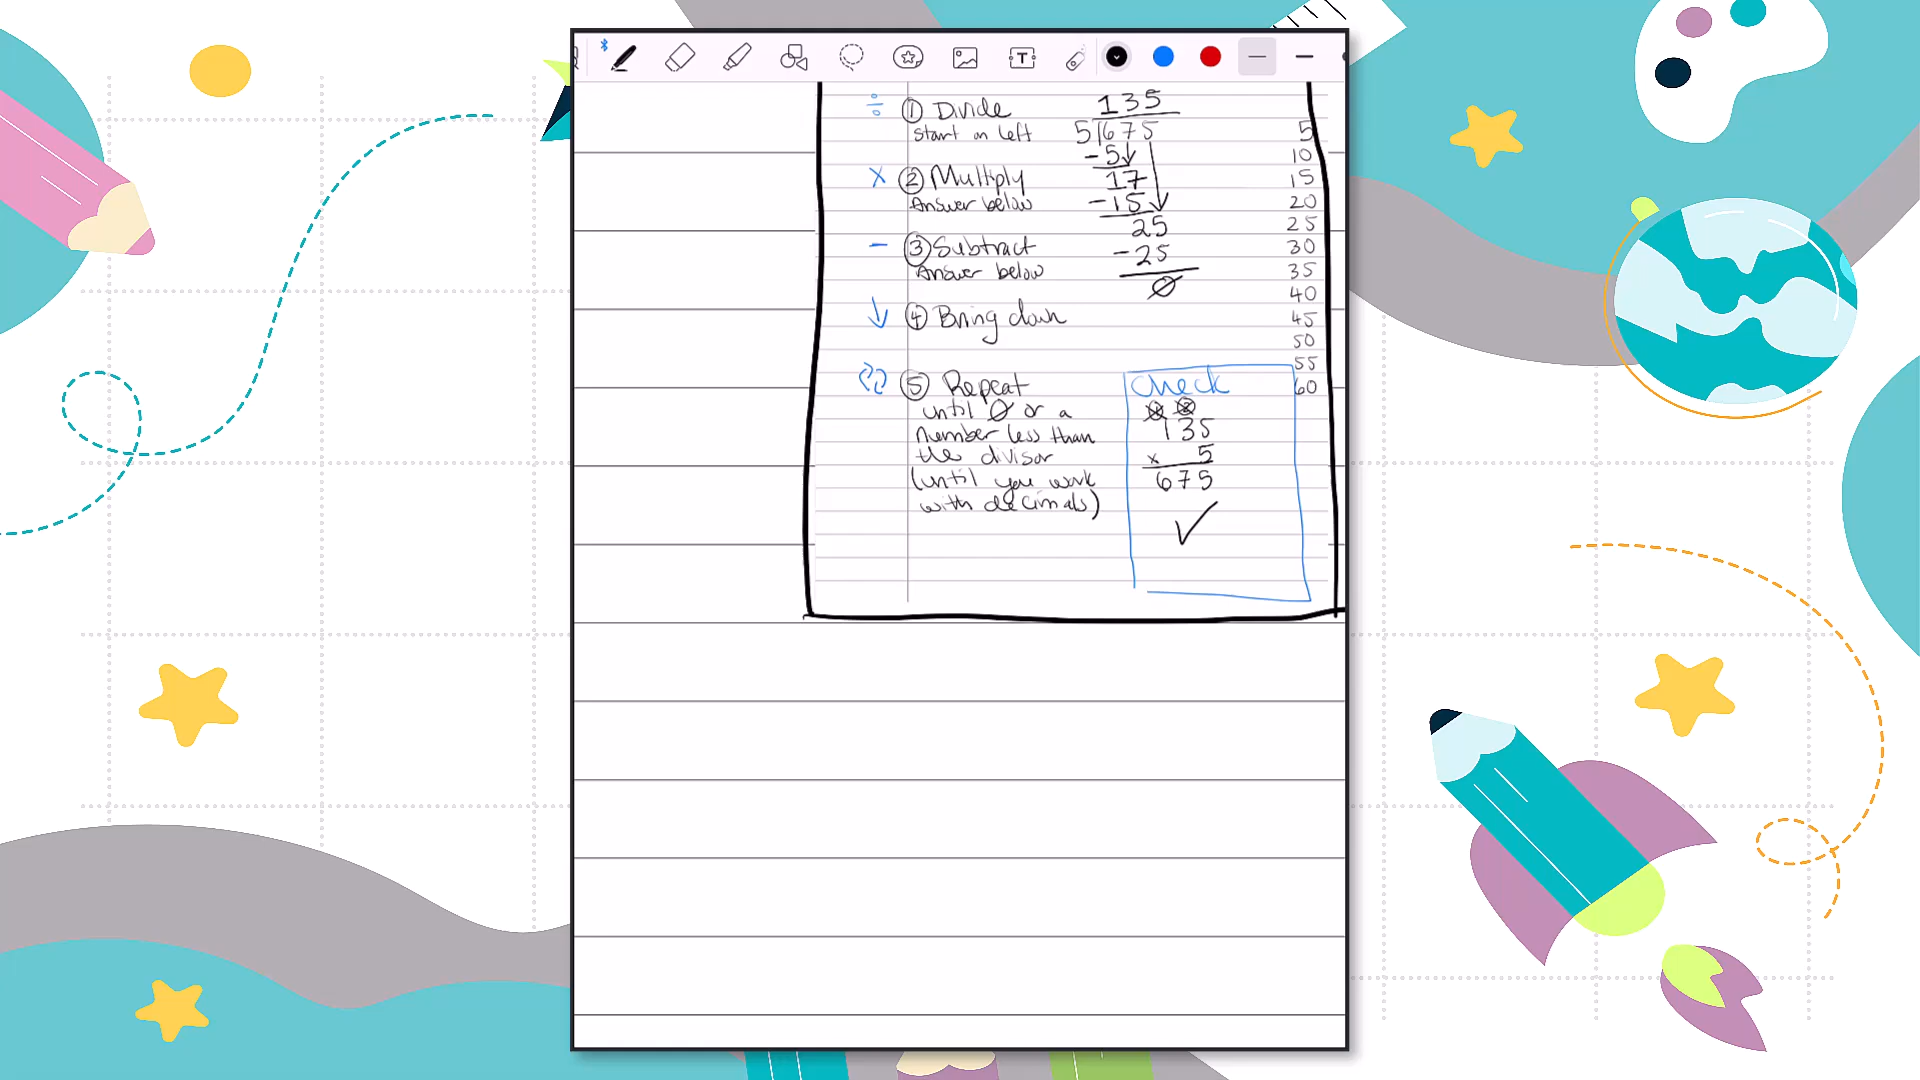 ÷ ① Divide
start on left
x ② Multiply
Answer below
- ③ Subtract
Answer below
↓ ④ Bring down
⑤ Repeat
until 0 or a
number less than
the divisor
(until you work
with decimals)
135
5 675
-5↓
17
-15↓
25
-25
0
5
10
15
20
25
30
35
40
45
50
55
60
Check
135
x 5
675
✓
T